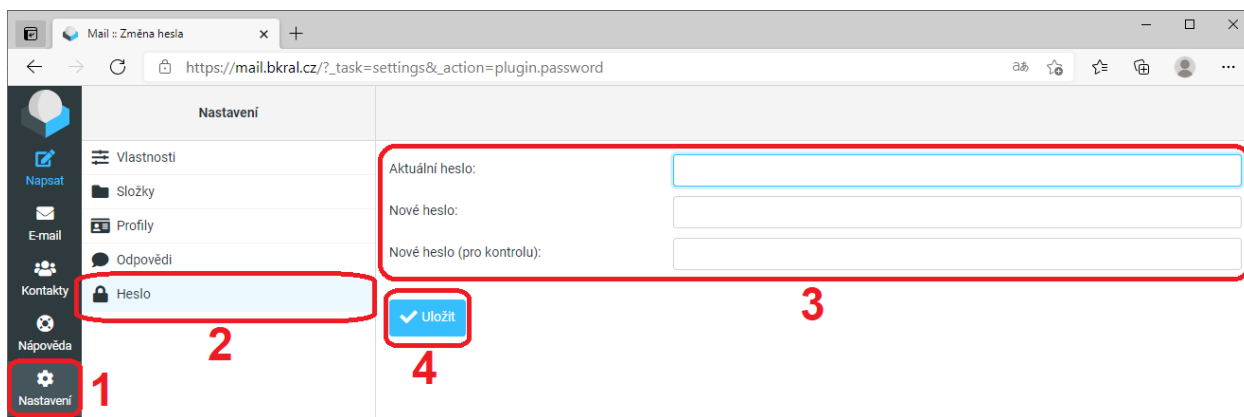 Mail :: Změna hesla
https://mail.bkral.cz/?_task=settings&_action=plugin.password
Nastavení
Napsat
E-mail
Kontakty
Nápověda
Nastavení
1
Vlastnosti
Složky
Profily
Odpovědi
Heslo
2
Aktuální heslo:
Nové heslo:
Nové heslo (pro kontrolu):
3
Uložit
4